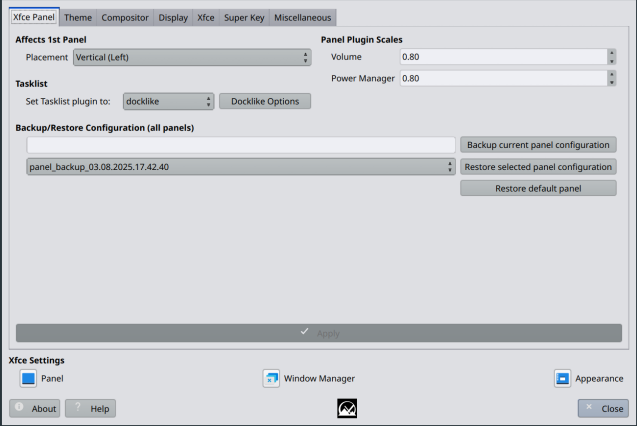 Xfce Panel Theme Compositor Display Xfce Super Key Miscellaneous
Affects 1st Panel
Placement Vertical (Left)
Tasklist
Set Tasklist plugin to: docklike Docklike Options
Panel Plugin Scales
Volume 0.80
Power Manager 0.80
Backup/Restore Configuration (all panels)
Backup current panel configuration
panel_backup_03.08.2025.17.42.40 Restore selected panel configuration
Restore default panel
Apply
Xfce Settings
Panel Window Manager Appearance
About ? Help Close